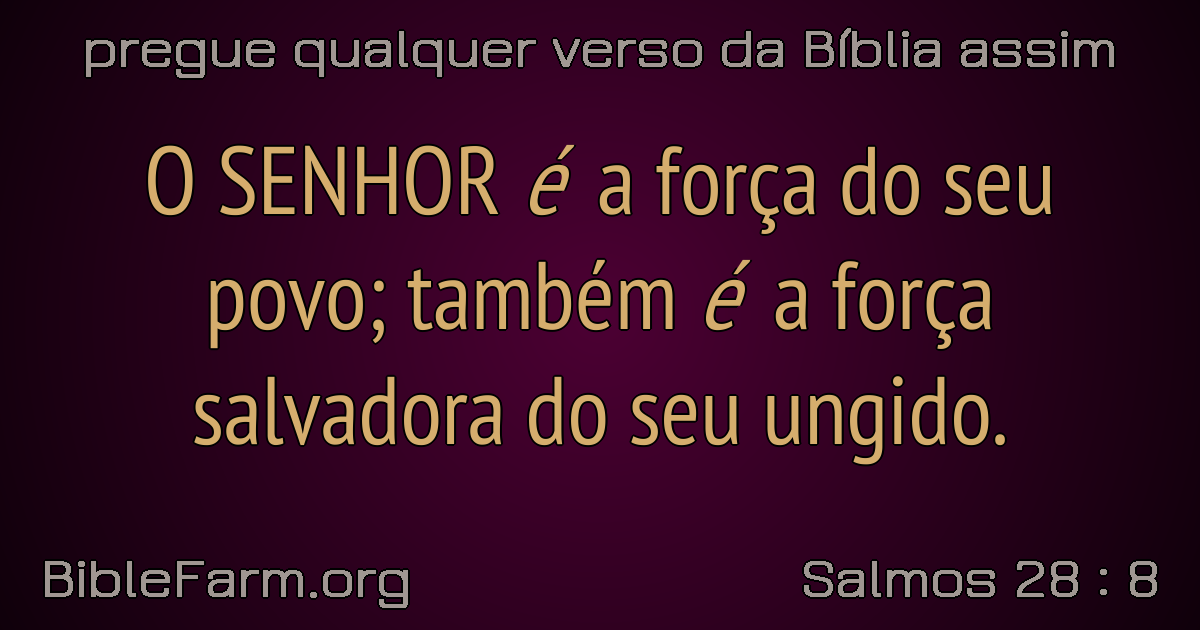 pregue qualquer verso da Bíblia assim
O SENHOR é a força do seu
povo; também é a força
salvadora do seu ungido.
BibleFarm.org
Salmos 28 : 8